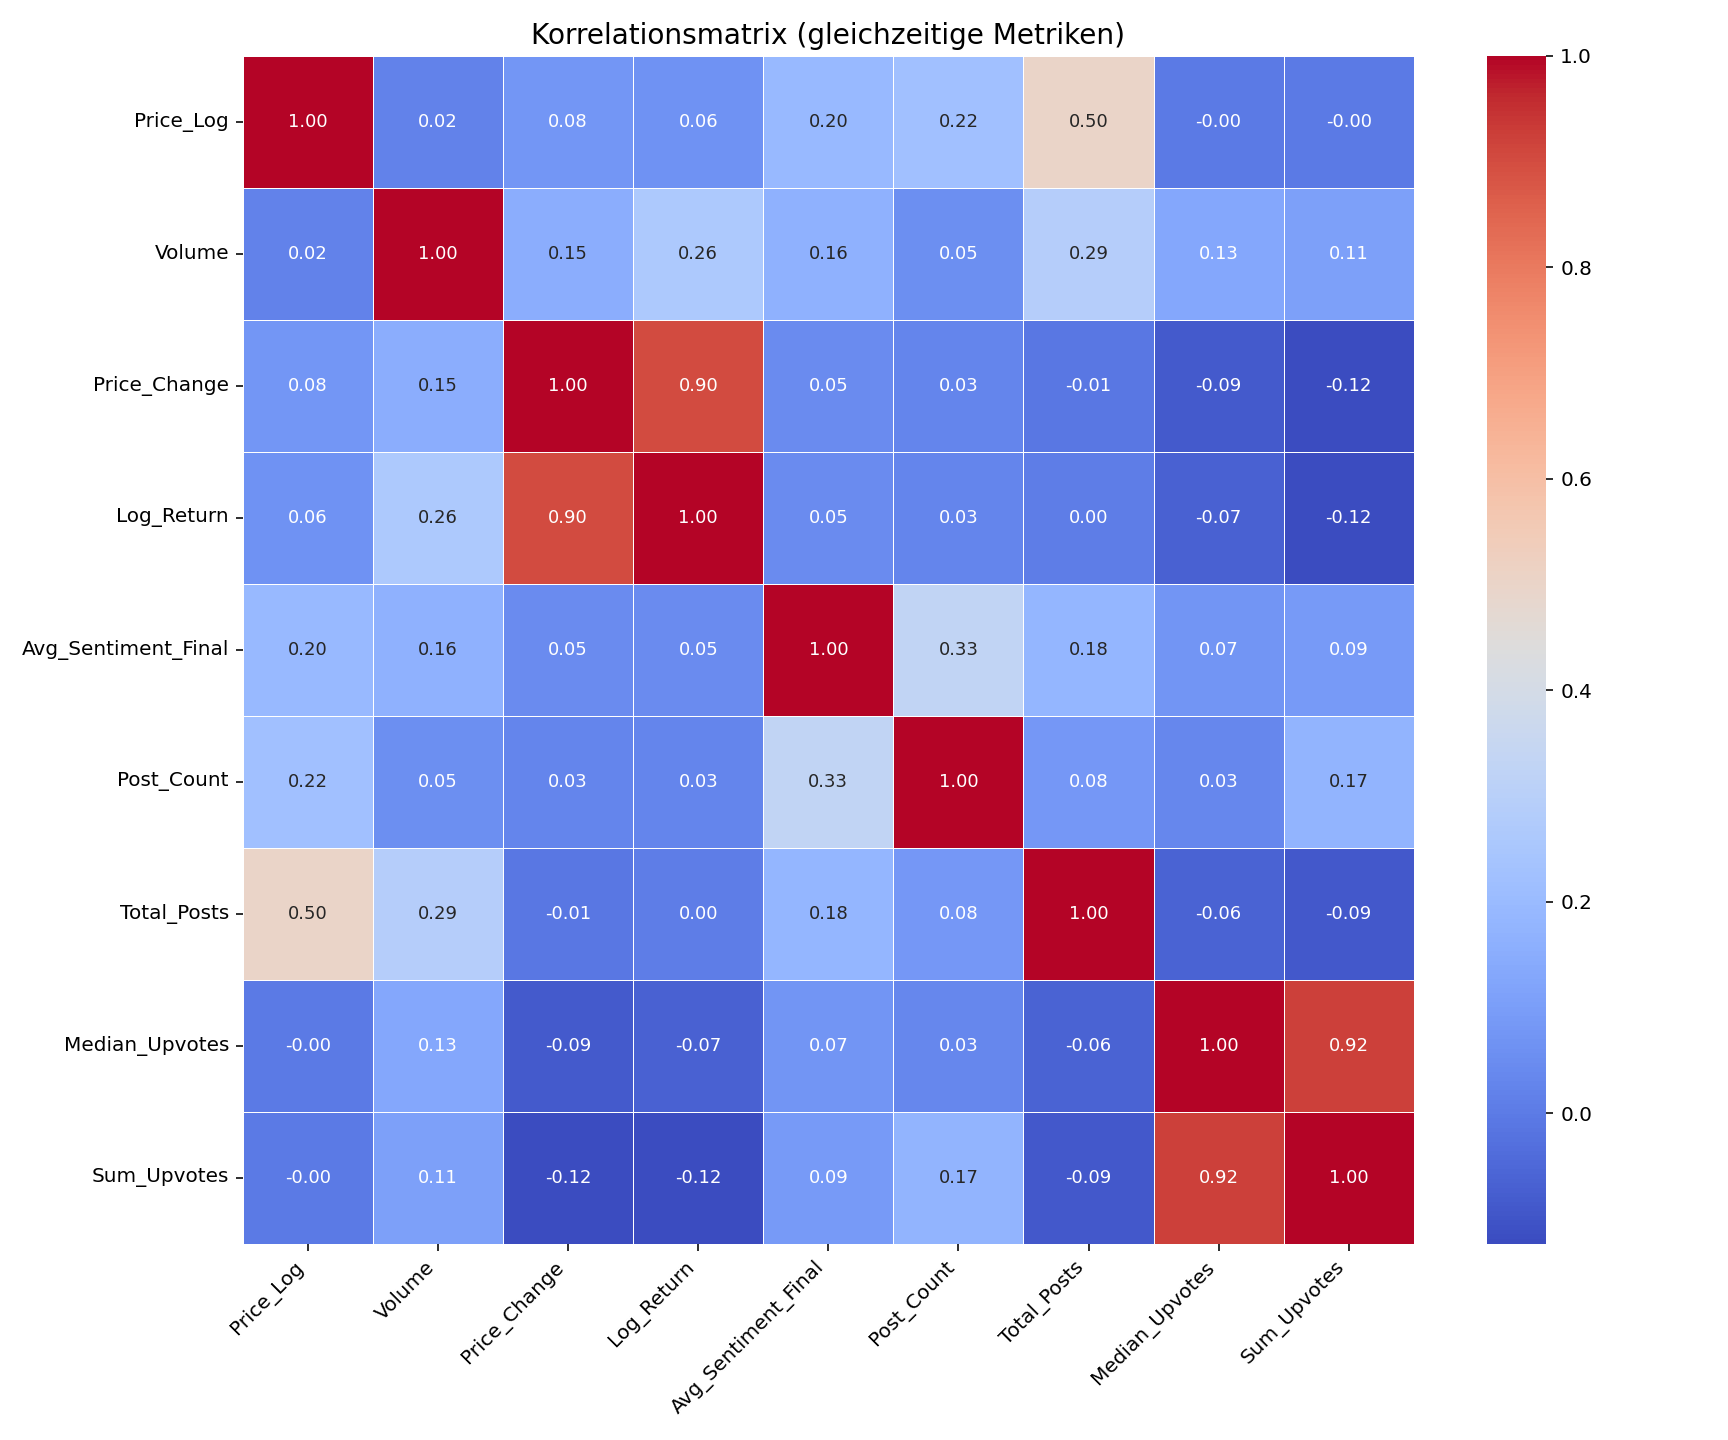 Korrelationsmatrix (gleichzeitige Metriken)
Price_Log 1.00 0.02 0.08 0.06 0.20 0.22 0.50 -0.00 -0.00
Volume 0.02 1.00 0.15 0.26 0.16 0.05 0.29 0.13 0.11
Price_Change 0.08 0.15 1.00 0.90 0.05 0.03 -0.01 -0.09 -0.12
Log_Return 0.06 0.26 0.90 1.00 0.05 0.03 0.00 -0.07 -0.12
Avg_Sentiment_Final 0.20 0.16 0.05 0.05 1.00 0.33 0.18 0.07 0.09
Post_Count 0.22 0.05 0.03 0.03 0.33 1.00 0.08 0.03 0.17
Total_Posts 0.50 0.29 -0.01 0.00 0.18 0.08 1.00 -0.06 -0.09
Median_Upvotes -0.00 0.13 -0.09 -0.07 0.07 0.03 -0.06 1.00 0.92
Sum_Upvotes -0.00 0.11 -0.12 -0.12 0.09 0.17 -0.09 0.92 1.00
Price_Log Volume Price_Change Log_Return Avg_Sentiment_Final Post_Count Total_Posts Median_Upvotes Sum_Upvotes
1.0
0.8
0.6
0.4
0.2
0.0